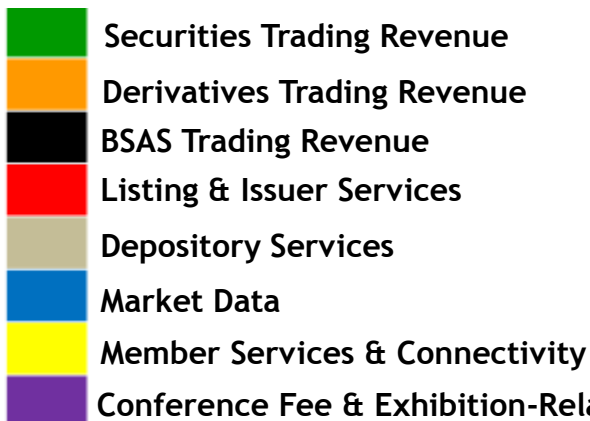 Securities Trading Revenue
Derivatives Trading Revenue
BSAS Trading Revenue
Listing & Issuer Services
Depository Services
Market Data
Member Services & Connectivity
Conference Fee & Exhibition-